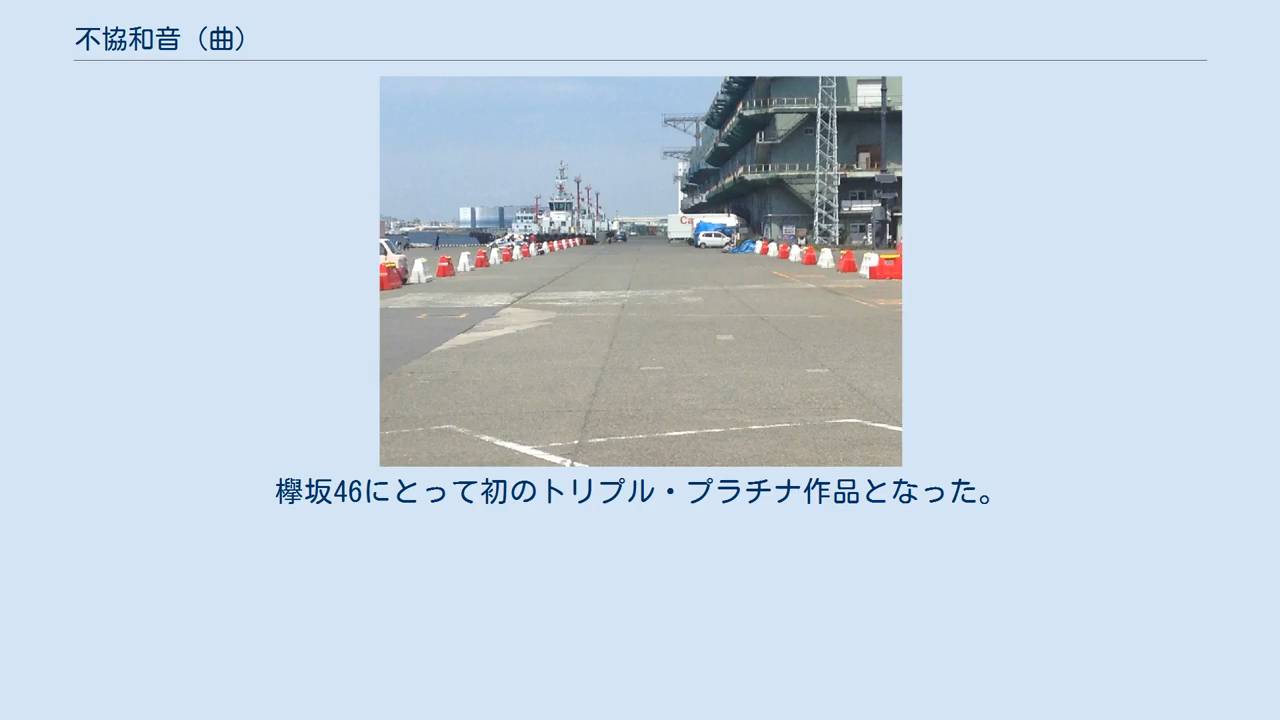 不協和音（曲）
Ca
欅坂46にとって初のトリプル・プラチナ作品となった。